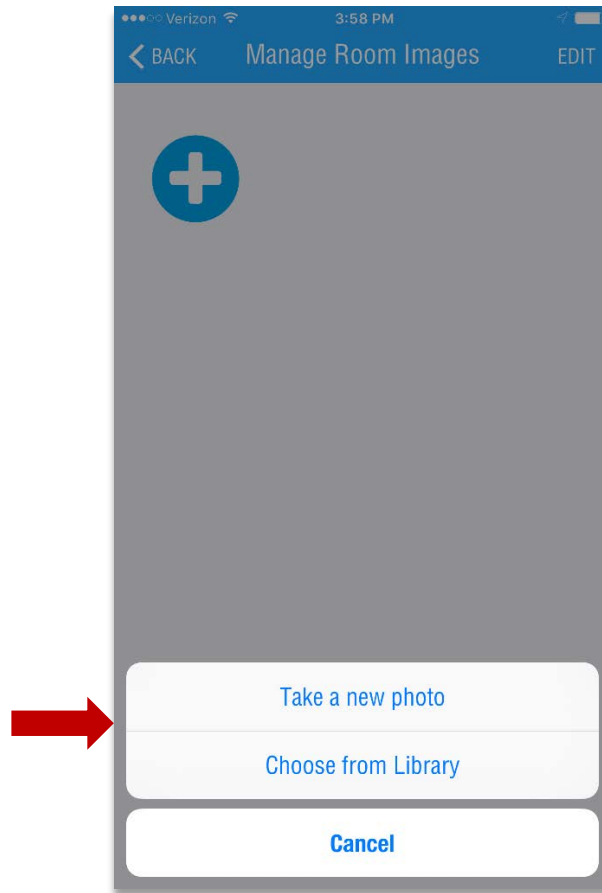 Verizon 3:58 PM
BACK Manage Room Images EDIT
Take a new photo
Choose from Library
Cancel